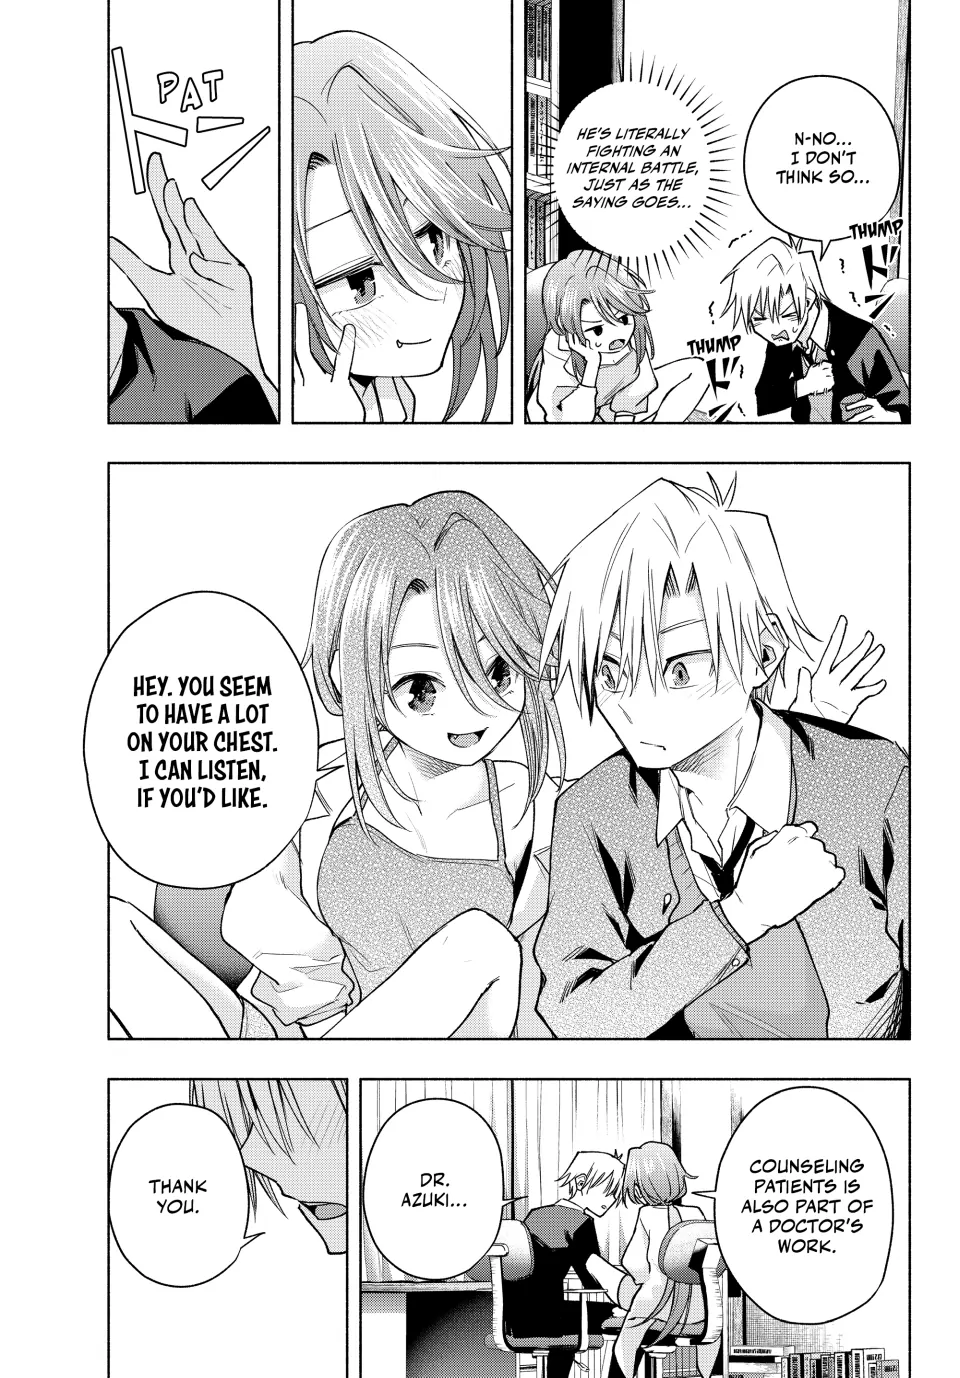 N-NO...
I DON'T
THINK SO...
THUMP
ドド
HE'S LITERALLY
FIGHTING AN
INTERNAL BATTLE,
JUST AS THE
SAYING GOES...
THUMP
PAT
HEY. YOU SEEM
TO HAVE A LOT
ON YOUR CHEST.
I CAN LISTEN,
IF YOU'D LIKE.
COUNSELING
PATIENTS IS
ALSO PART OF
A DOCTOR'S
WORK.
DR.
AZUKI...
THANK
YOU.